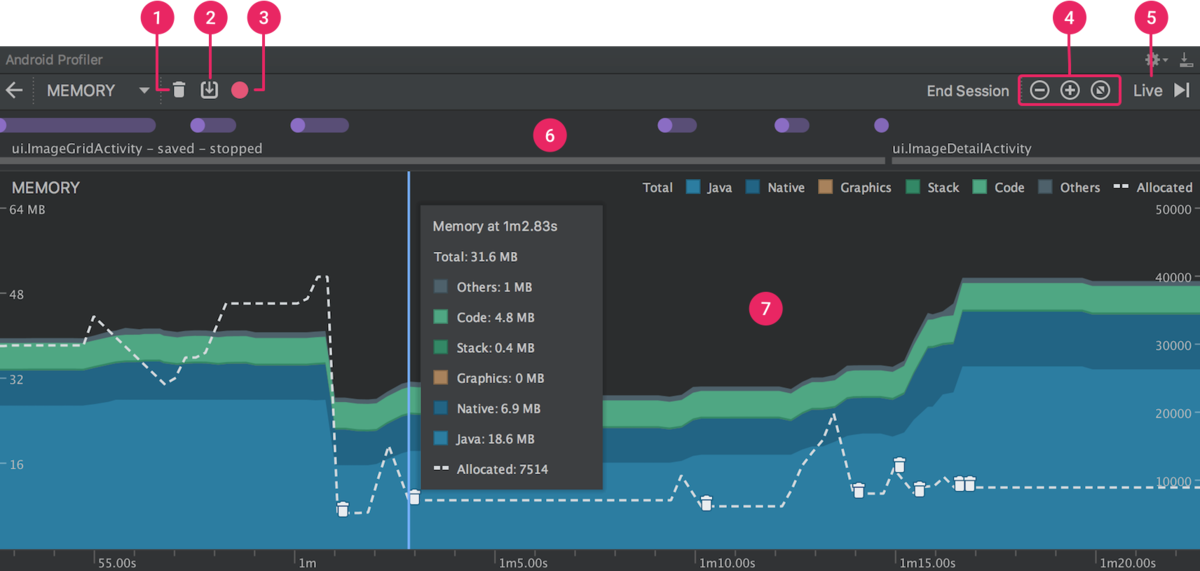 1 2 3 4 5
Android Profiler
MEMORY End Session Live
6
ui.ImageGridActivity – saved – stopped ui.ImageDetailActivity
MEMORY Total Java Native Graphics Stack Code Others Allocated
64 MB 50000
Memory at 1m2.83s
Total: 31.6 MB
Others: 1 MB
Code: 4.8 MB
Stack: 0.4 MB
Graphics: 0 MB
Native: 6.9 MB
Java: 18.6 MB
Allocated: 7514
48 40000
7
32 30000
20000
16 10000
55.00s 1m 1m5.00s 1m10.00s 1m15.00s 1m20.00s